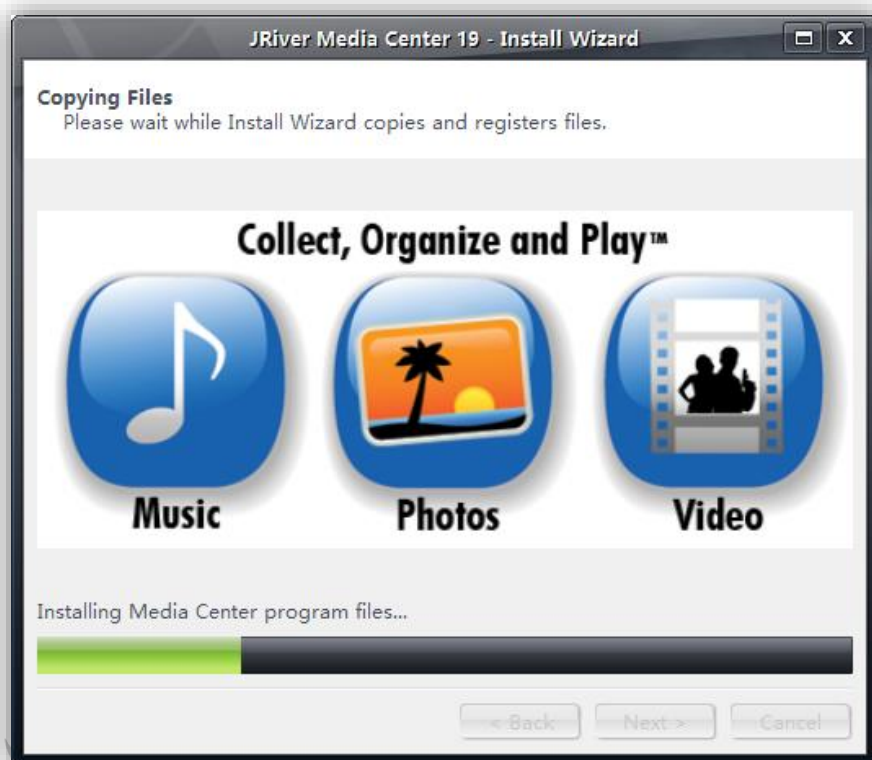 JRiver Media Center 19 - Install Wizard
Copying Files
Please wait while Install Wizard copies and registers files.
Collect, Organize and Play™
Music Photos Video
Installing Media Center program files...
< Back Next > Cancel